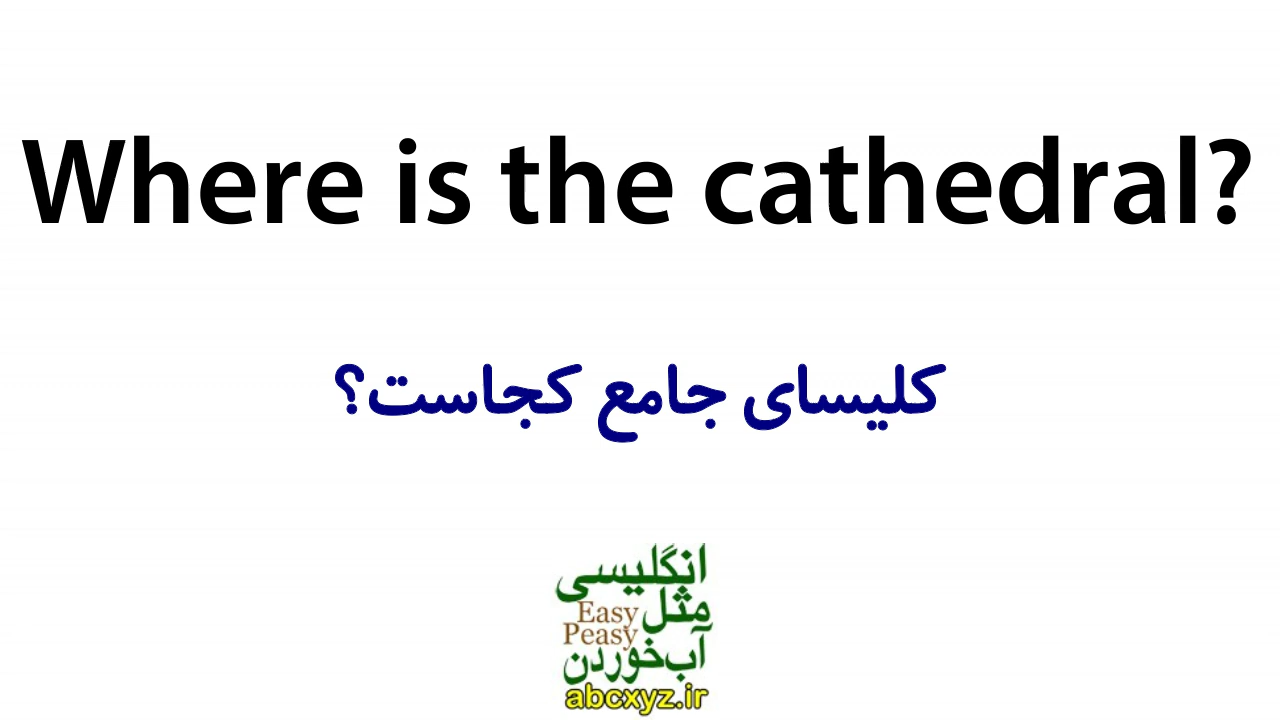 Where is the cathedral?
کلیسای جامع کجاست؟
انگلیسی
مثل
Easy
Peasy
آب‌خوردن
abcxyz.ir